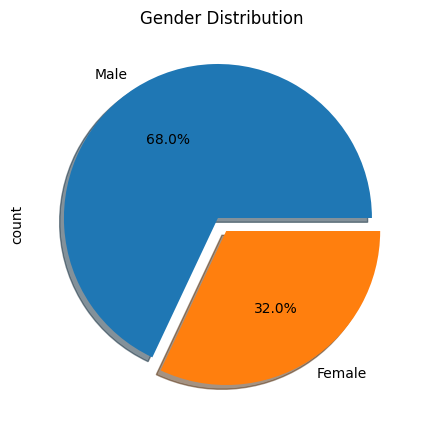 Gender Distribution
Male
68.0%
count
32.0%
Female